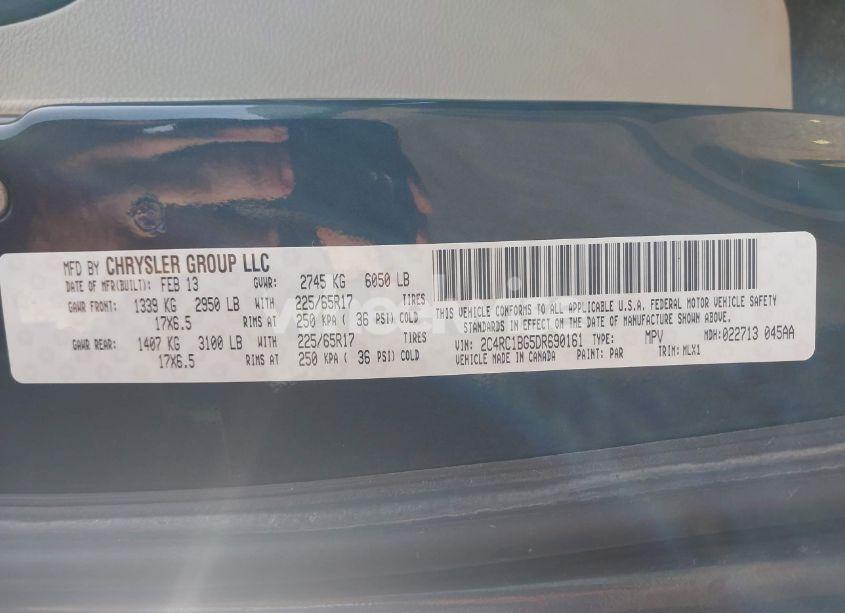 MFD BY CHRYSLER GROUP LLC
DATE OF MFR(BUILT): FEB 13 GVWR: 2745 KG 6050 LB
GAWR FRONT: 1339 KG 2950 LB WITH 225/65R17 TIRES
17X6.5 RIMS AT 250 KPA ( 36 PSI) COLD
GAWR REAR: 1407 KG 3100 LB WITH 225/65R17 TIRES
17X6.5 RIMS AT 250 KPA ( 36 PSI) COLD
THIS VEHICLE CONFORMS TO ALL APPLICABLE U.S.A. FEDERAL MOTOR VEHICLE SAFETY
STANDARDS IN EFFECT ON THE DATE OF MANUFACTURE SHOWN ABOVE.
VIN: 2C4RC1BG5DR690161 TYPE: MPV MDH:022713 045AA
VEHICLE MADE IN CANADA PAINT: PAR TRIM: MLX1